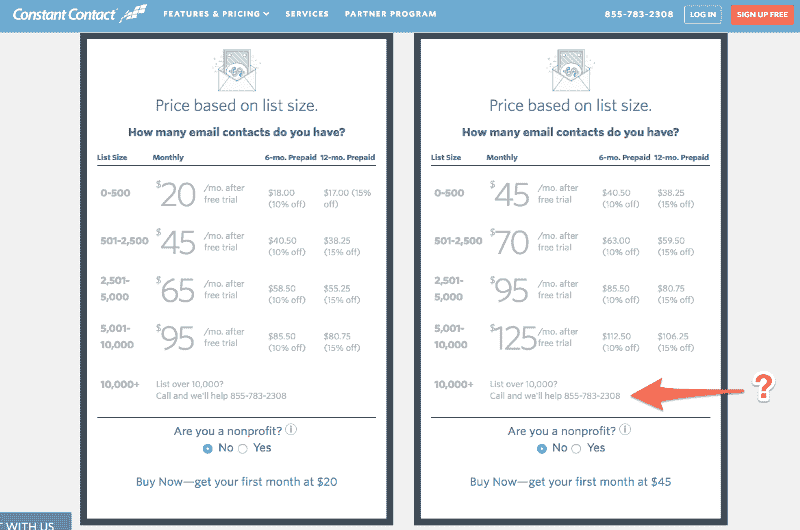 Constant Contact
FEATURES & PRICING
SERVICES
PARTNER PROGRAM
855-783-2308
LOG IN
SIGN UP FREE
Price based on list size.
How many email contacts do you have?
List Size Monthly 6-mo. Prepaid 12-mo. Prepaid
0-500 $20 /mo. after free trial $18.00 (10% off) $17.00 (15% off)
501-2,500 $45 /mo. after free trial $40.50 (10% off) $38.25 (15% off)
2,501-5,000 $65 /mo. after free trial $58.50 (10% off) $55.25 (15% off)
5,001-10,000 $95 /mo. after free trial $85.50 (10% off) $80.75 (15% off)
10,000+ List over 10,000?
Call and we'll help 855-783-2308
Are you a nonprofit? i
No Yes
Buy Now—get your first month at $20
Price based on list size.
How many email contacts do you have?
List Size Monthly 6-mo. Prepaid 12-mo. Prepaid
0-500 $45 /mo. after free trial $40.50 (10% off) $38.25 (15% off)
501-2,500 $70 /mo. after free trial $63.00 (10% off) $59.50 (15% off)
2,501-5,000 $95 /mo. after free trial $85.50 (10% off) $80.75 (15% off)
5,001-10,000 $125 /mo. after free trial $112.50 (10% off) $106.25 (15% off)
10,000+ List over 10,000?
Call and we'll help 855-783-2308
?
Are you a nonprofit? i
No Yes
Buy Now—get your first month at $45
WITH US